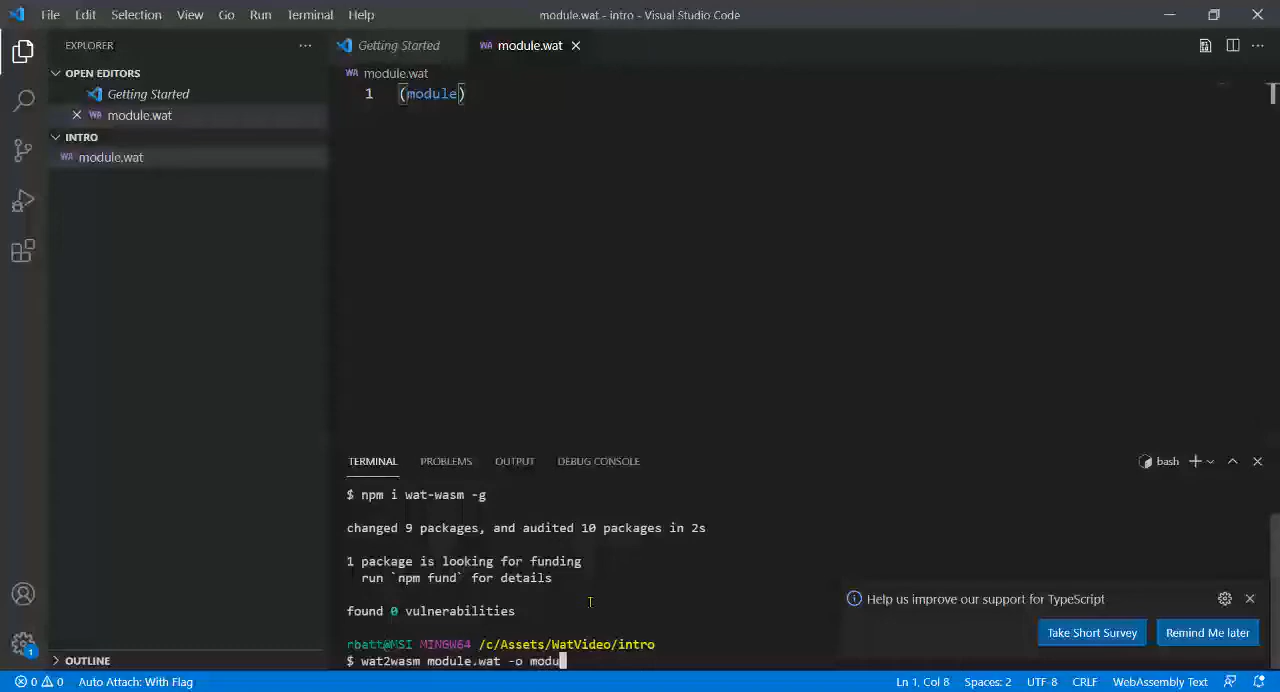 File Edit Selection View Go Run Terminal Help
module.wat - intro - Visual Studio Code
EXPLORER
Getting Started
module.wat
OPEN EDITORS
Getting Started
module.wat
INTRO
module.wat
module.wat
1 (module)
TERMINAL PROBLEMS OUTPUT DEBUG CONSOLE
bash
$ npm i wat-wasm -g
changed 9 packages, and audited 10 packages in 2s
1 package is looking for funding
run `npm fund` for details
found 0 vulnerabilities
rbatt@MSI MINGW64 /c/Assets/WatVideo/intro
$ wat2wasm module.wat -o modu
Help us improve our support for TypeScript
Take Short Survey
Remind Me later
OUTLINE
1
0 0 Auto Attach: With Flag
Ln 1, Col 8 Spaces: 2 UTF-8 CRLF WebAssembly Text